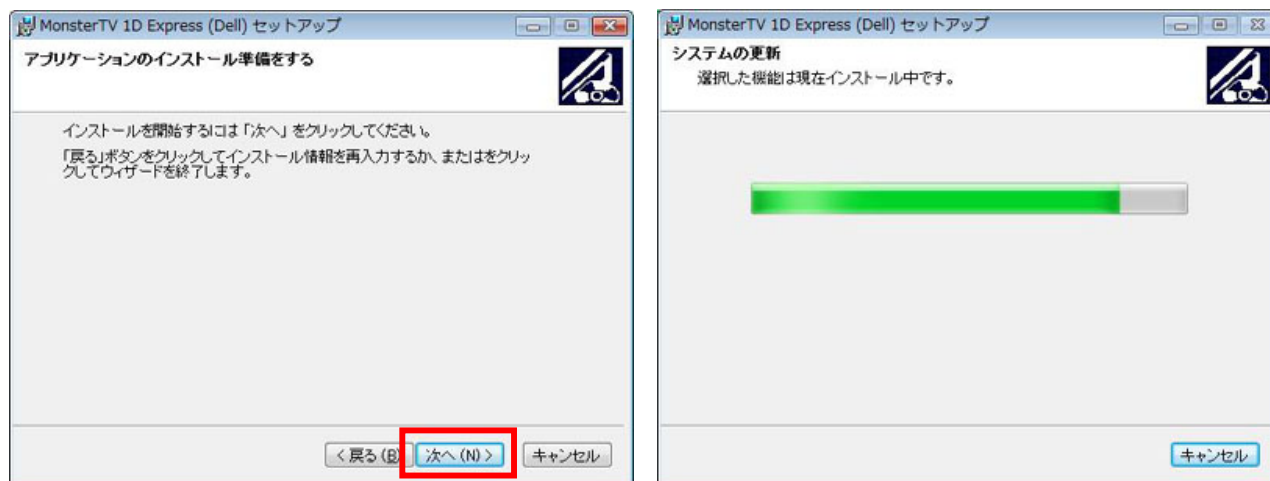 MonsterTV 1D Express (Dell) セットアップ
アプリケーションのインストール準備をする
インストールを開始するには「次へ」をクリックしてください。
「戻る」ボタンをクリックしてインストール情報を再入力するか、またはをクリッ
クしてウィザードを終了します。
< 戻る (B)
次へ (N) >
キャンセル
MonsterTV 1D Express (Dell) セットアップ
システムの更新
選択した機能は現在インストール中です。
キャンセル